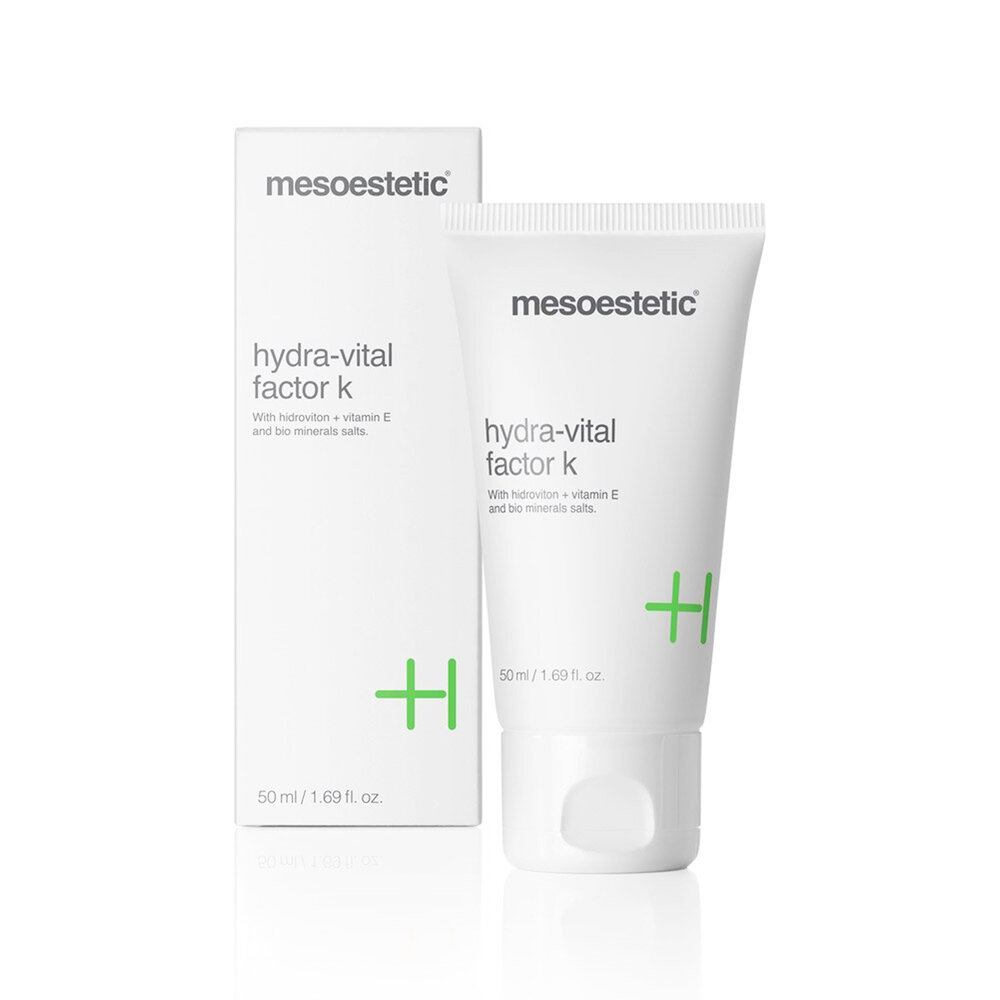 mesoestetic®
hydra-vital
factor k
With hidroviton + vitamin E
and bio minerals salts.
50 ml / 1.69 fl. oz.
mesoestetic®
hydra-vital
factor k
With hidroviton + vitamin E
and bio minerals salts.
50 ml / 1.69 fl. oz.